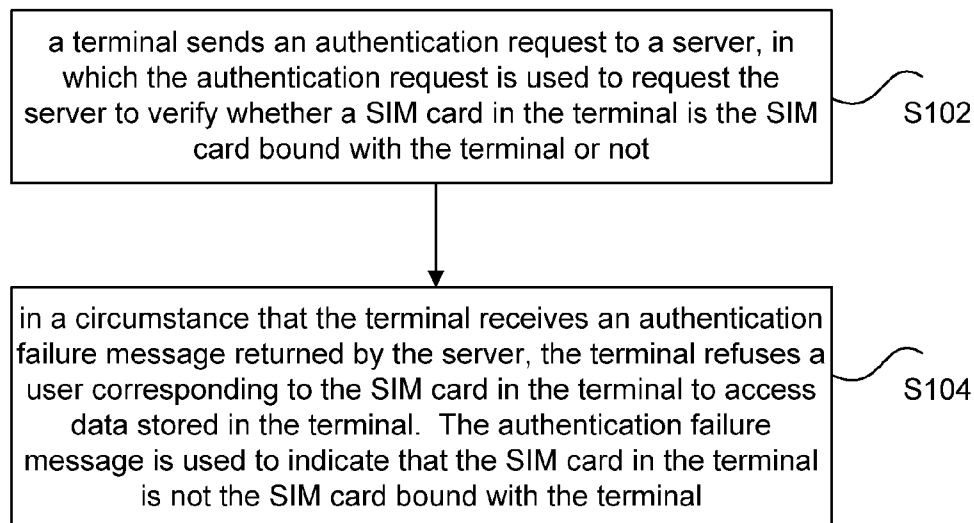 a terminal sends an authentication request to a server, in
which the authentication request is used to request the
server to verify whether a SIM card in the terminal is the SIM
card bound with the terminal or not
S102
in a circumstance that the terminal receives an authentication
failure message returned by the server, the terminal refuses a
user corresponding to the SIM card in the terminal to access
data stored in the terminal.  The authentication failure
message is used to indicate that the SIM card in the terminal
is not the SIM card bound with the terminal
S104